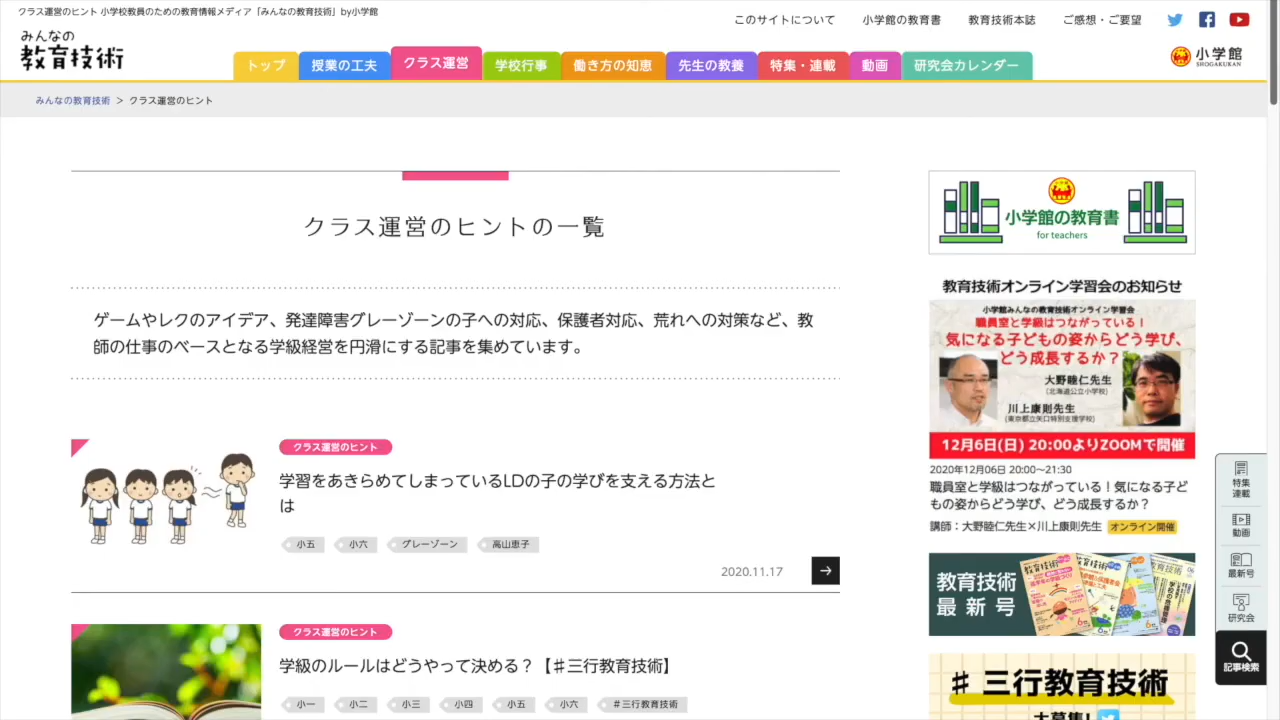 クラス運営のヒント 小学校教員のための教育情報メディア「みんなの教育技術」by小学館
みんなの
教育技術
このサイトについて
小学館の教育書
教育技術本誌
ご感想・ご要望
トップ
授業の工夫
クラス運営
学校行事
働き方の知恵
先生の教養
特集・連載
動画
研究会カレンダー
小学館
SHOGAKUKAN
みんなの教育技術 ＞ クラス運営のヒント
クラス運営のヒントの一覧
ゲームやレクのアイデア、発達障害グレーゾーンの子への対応、保護者対応、荒れへの対策など、教
師の仕事のベースとなる学級経営を円滑にする記事を集めています。
クラス運営のヒント
学習をあきらめてしまっているLDの子の学びを支える方法と
は
小五
小六
グレーゾーン
高山恵子
2020.11.17
クラス運営のヒント
学級のルールはどうやって決める？【♯三行教育技術】
小一
小二
小三
小四
小五
小六
♯三行教育技術
小学館の教育書
for teachers
教育技術オンライン学習会のお知らせ
小学館みんなの教育技術オンライン学習会
職員室と学級はつながっている！
気になる子どもの姿からどう学び、
どう成長するか？
大野睦仁先生
(北海道公立小学校)
川上康則先生
(東京都立矢口特別支援学校)
12月6日(日) 20:00よりZOOMで開催
2020年12月06日 20:00～21:30
職員室と学級はつながっている！気になる子ど
もの姿からどう学び、どう成長するか？
講師：大野睦仁先生×川上康則先生
オンライン開催
教育技術
最新号
♯三行教育技術
大募集!
特集
連載
動画
最新号
研究会
記事検索